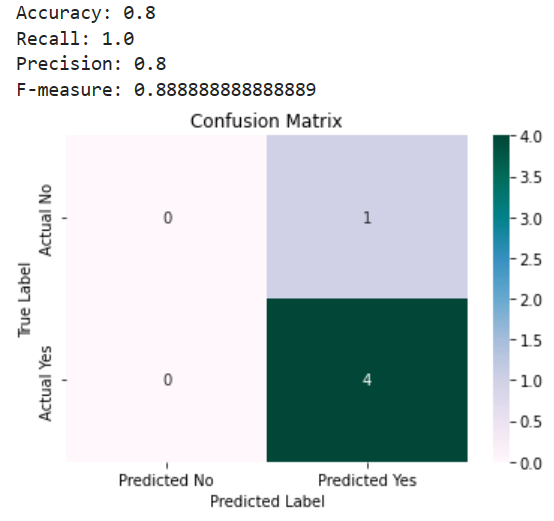 Accuracy: 0.8
Recall: 1.0
Precision: 0.8
F-measure: 0.888888888888889
Confusion Matrix
4.0
3.5
3.0
2.5
2.0
1.5
1.0
0.5
0.0
True Label
Actual No
0
1
Actual Yes
0
4
Predicted No
Predicted Yes
Predicted Label